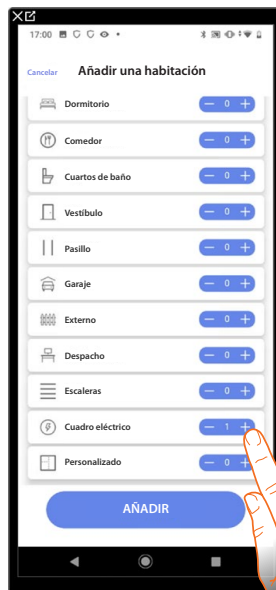 17:00
Cancelar Añadir una habitación
Dormitorio 0
Comedor 0
Cuartos de baño 0
Vestíbulo 0
Pasillo 0
Garaje 0
Externo 0
Despacho 0
Escaleras 0
Cuadro eléctrico 1
Personalizado 0
AÑADIR